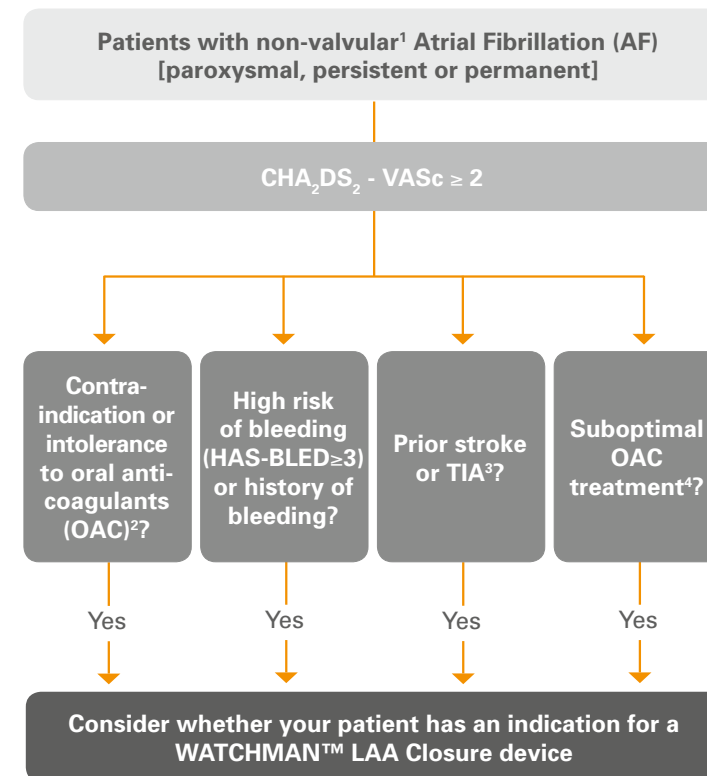 Patients with non-valvular¹ Atrial Fibrillation (AF)
[paroxysmal, persistent or permanent]
CHA₂DS₂ - VASc ≥ 2
Contra-
indication or
intolerance
to oral anti-
coagulants
(OAC)²?
High risk
of bleeding
(HAS-BLED≥3)
or history of
bleeding?
Prior stroke
or TIA³?
Suboptimal
OAC
treatment⁴?
Yes
Yes
Yes
Yes
Consider whether your patient has an indication for a
WATCHMAN™ LAA Closure device